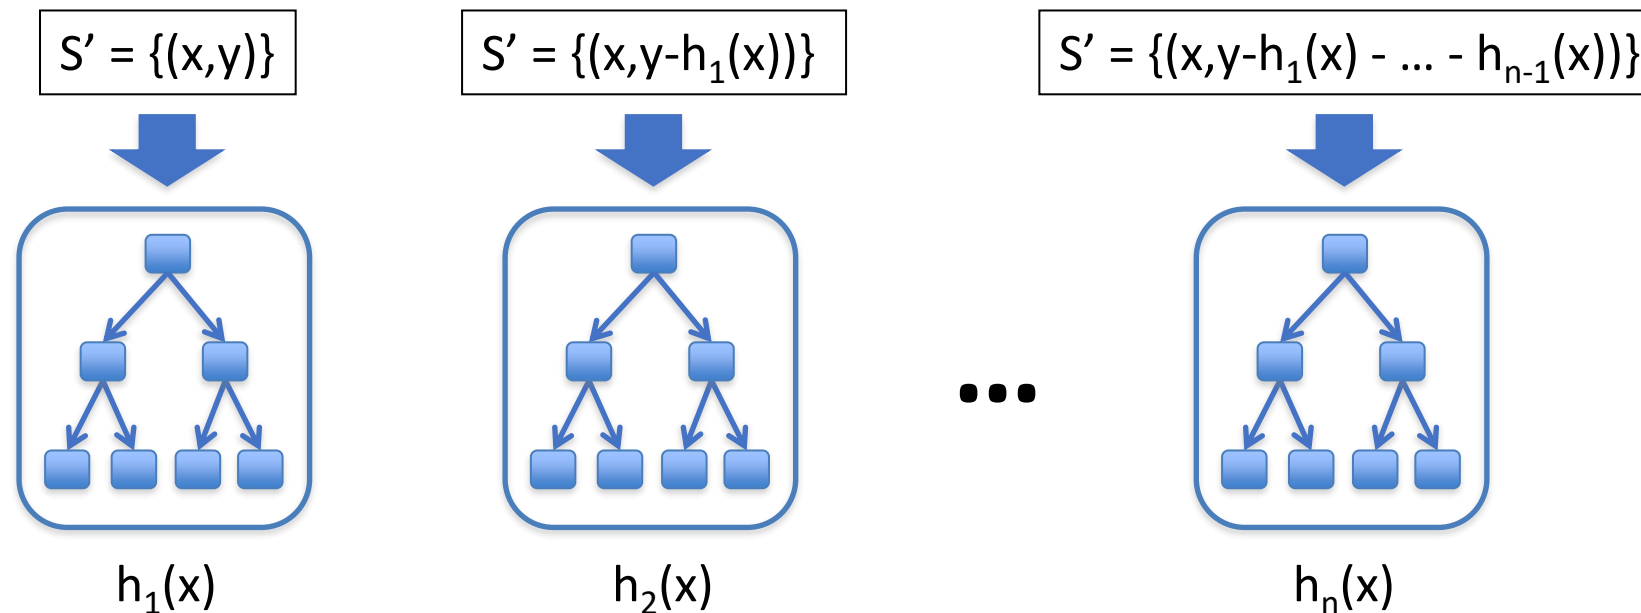 S’ = {(x,y)}
S’ = {(x,y-h₁(x))}
S’ = {(x,y-h₁(x) - … - hₙ₋₁(x))}
...
h₁(x)
h₂(x)
hₙ(x)